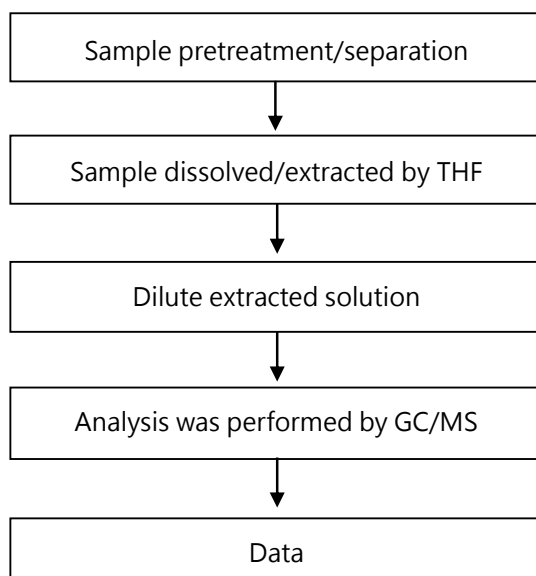 Sample pretreatment/separation
Sample dissolved/extracted by THF
Dilute extracted solution
Analysis was performed by GC/MS
Data